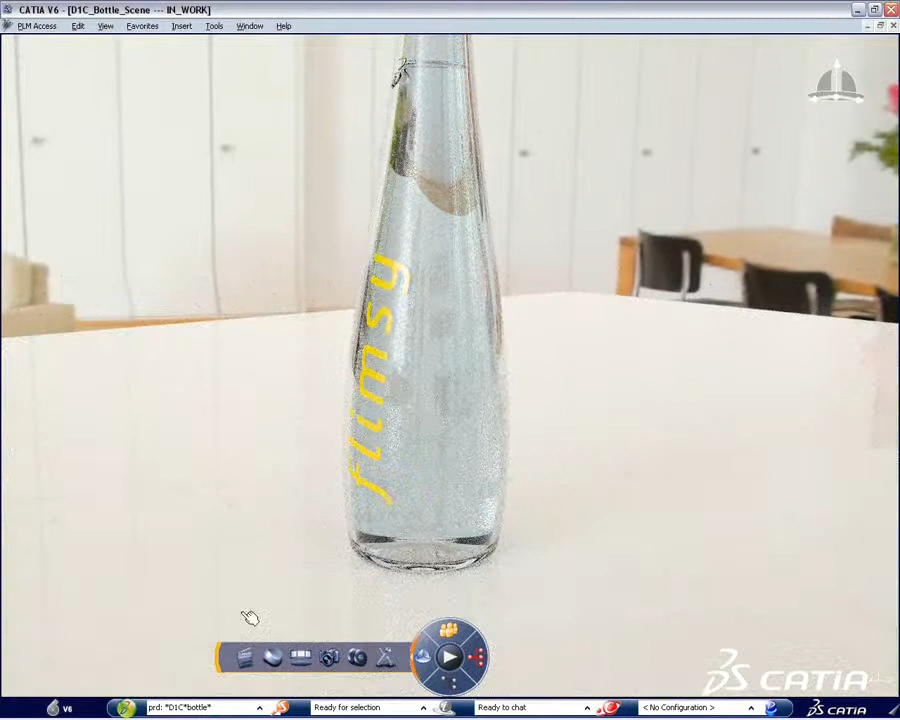 CATIA V6 - [D1C_Bottle_Scene --- IN_WORK]
PLM Access Edit View Favorites Insert Tools Window Help
flimsy
CATIA
V6 prd: "D1C*bottle* Ready for selection Ready to chat < No Configuration > CATIA